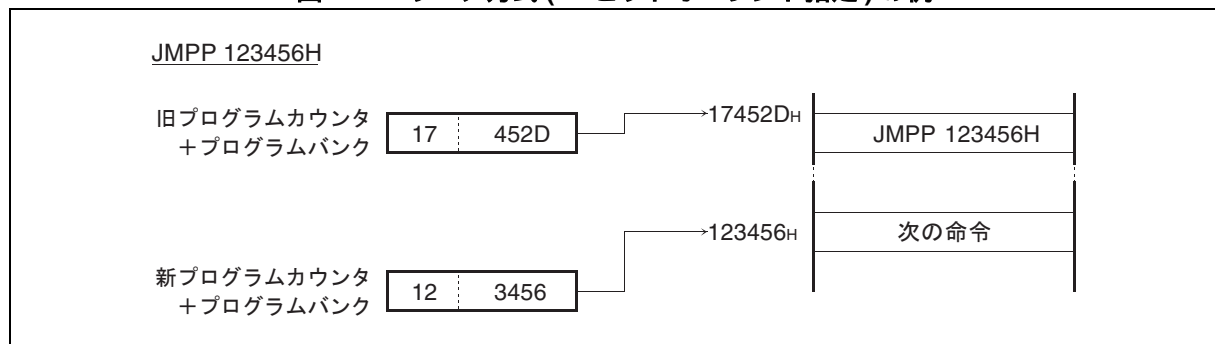 JMPP 123456H
旧プログラムカウンタ
+プログラムバンク
17 452D
17452DH
JMPP 123456H
123456H
次の命令
新プログラムカウンタ
+プログラムバンク
12 3456